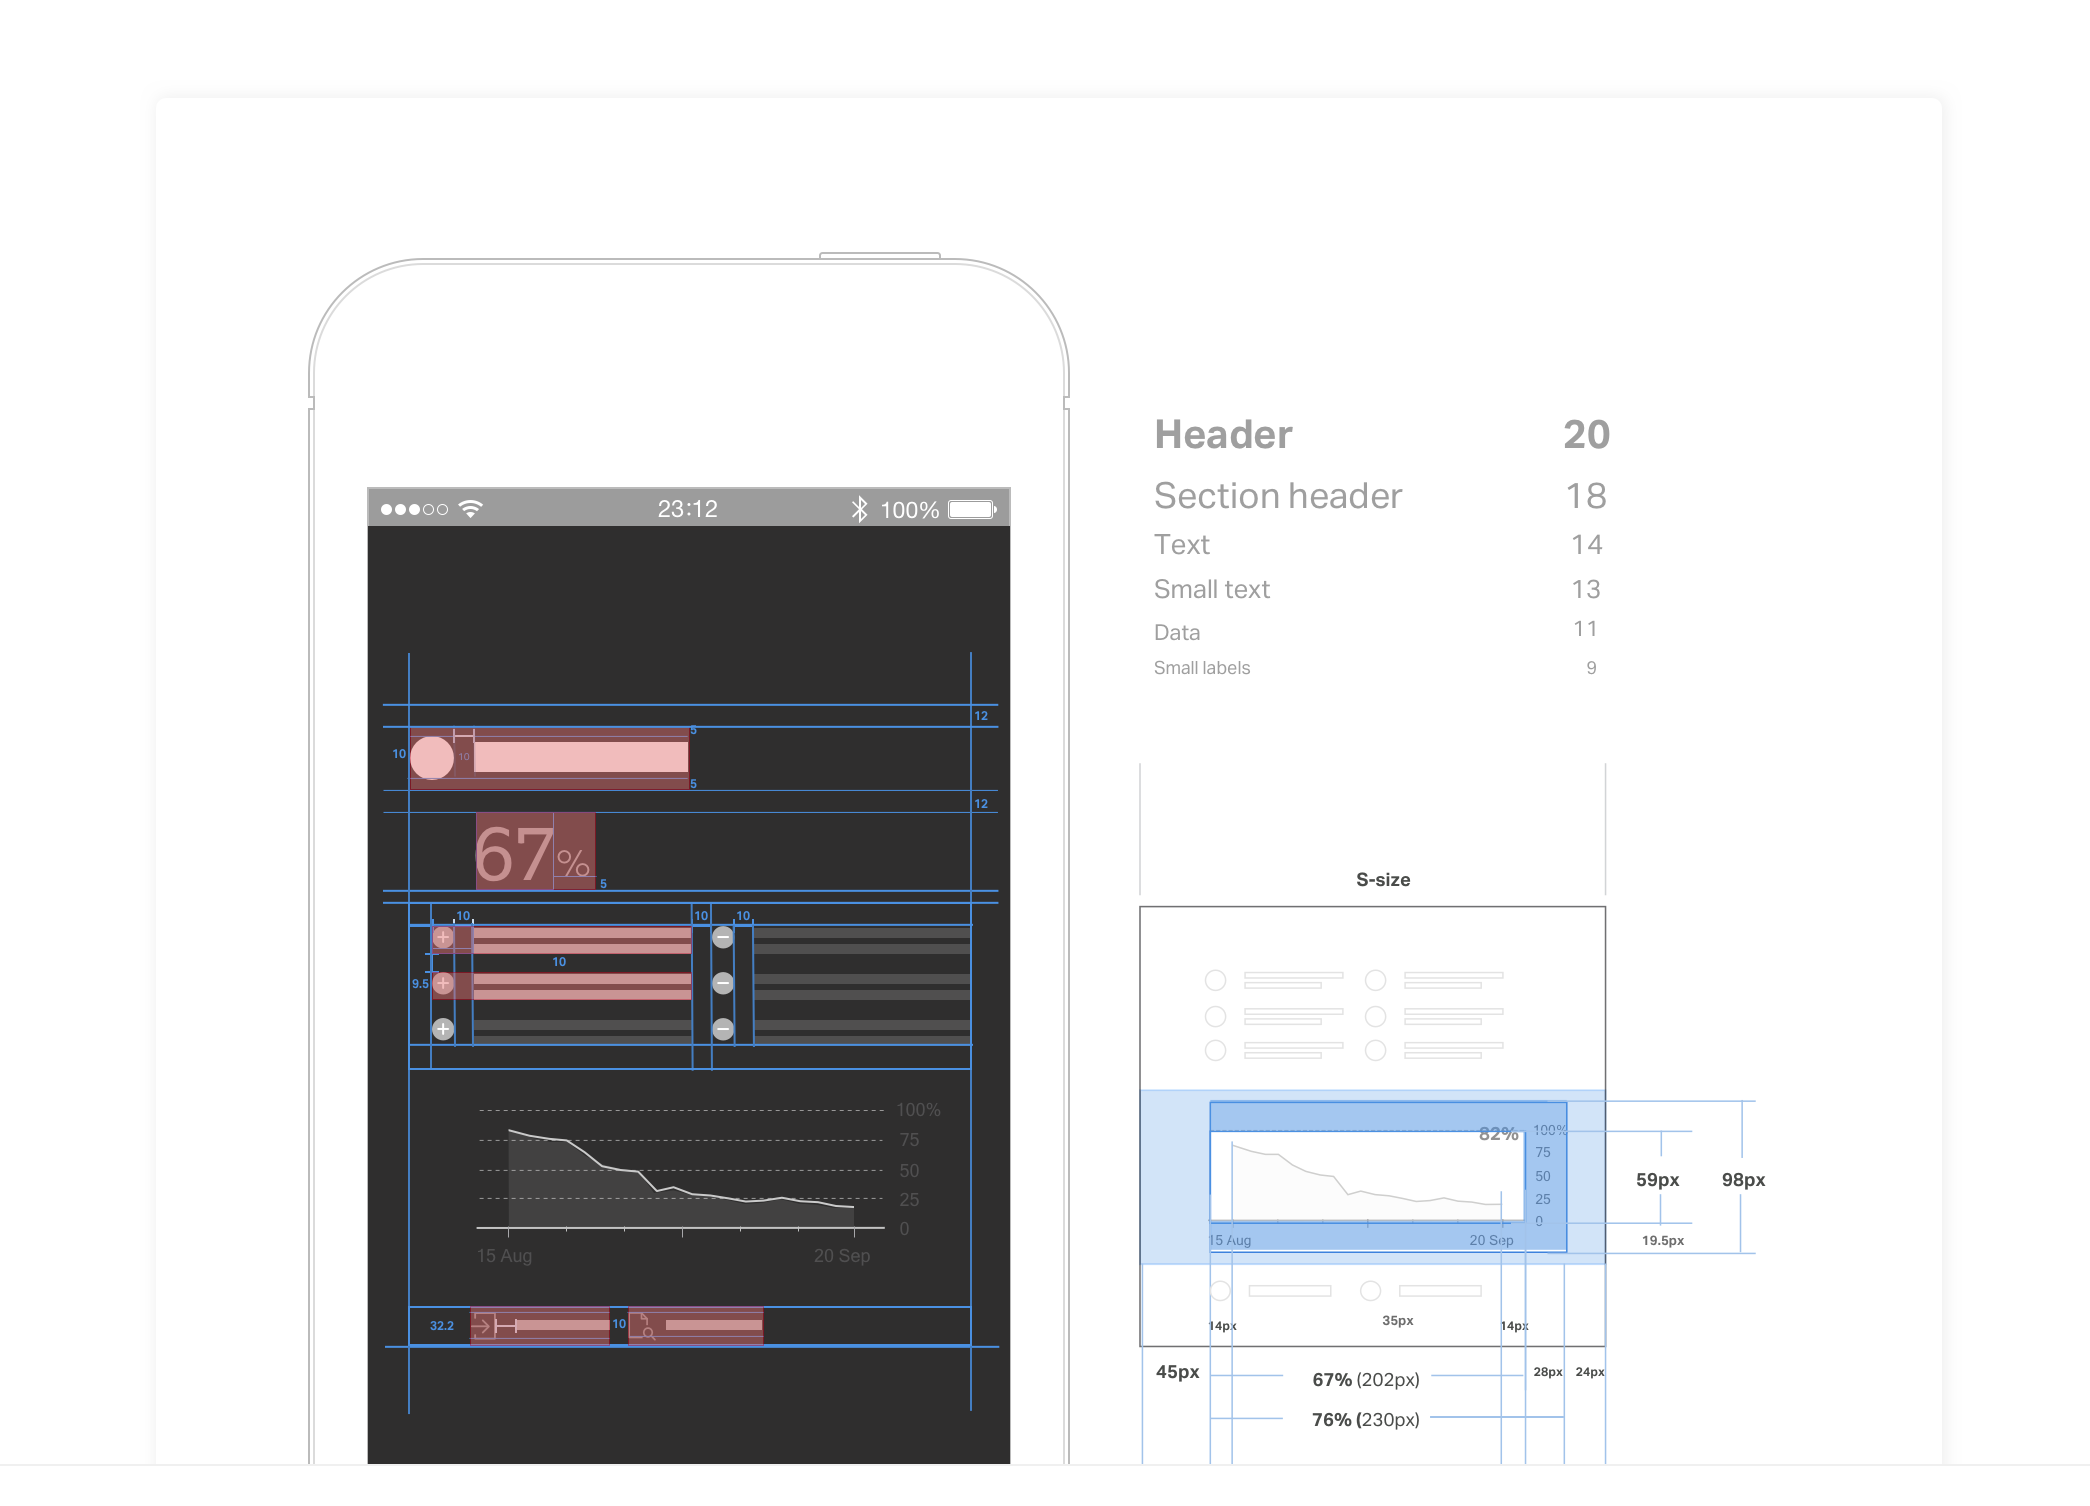 23:12
100%
Header 20
Section header 18
Text 14
Small text 13
Data 11
Small labels 9
12
5
10
10
5
12
67%
5
10
10
10
10
9.5
100%
75
50
25
0
15 Aug
20 Sep
32.2
10
S-size
82%
100%
75
50
25
0
15 Aug
20 Sep
59px
98px
19.5px
35px
14px
14px
45px
67% (202px)
28px
24px
76% (230px)